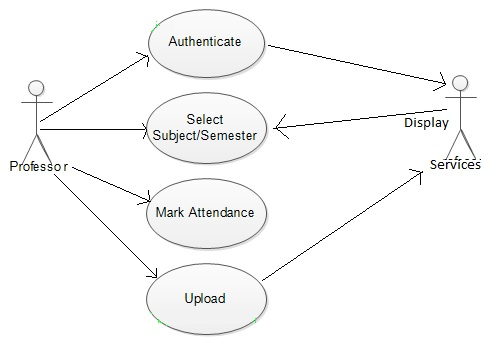 Authenticate
Select
Subject/Semester
Display
Professor
Services
Mark Attendance
Upload